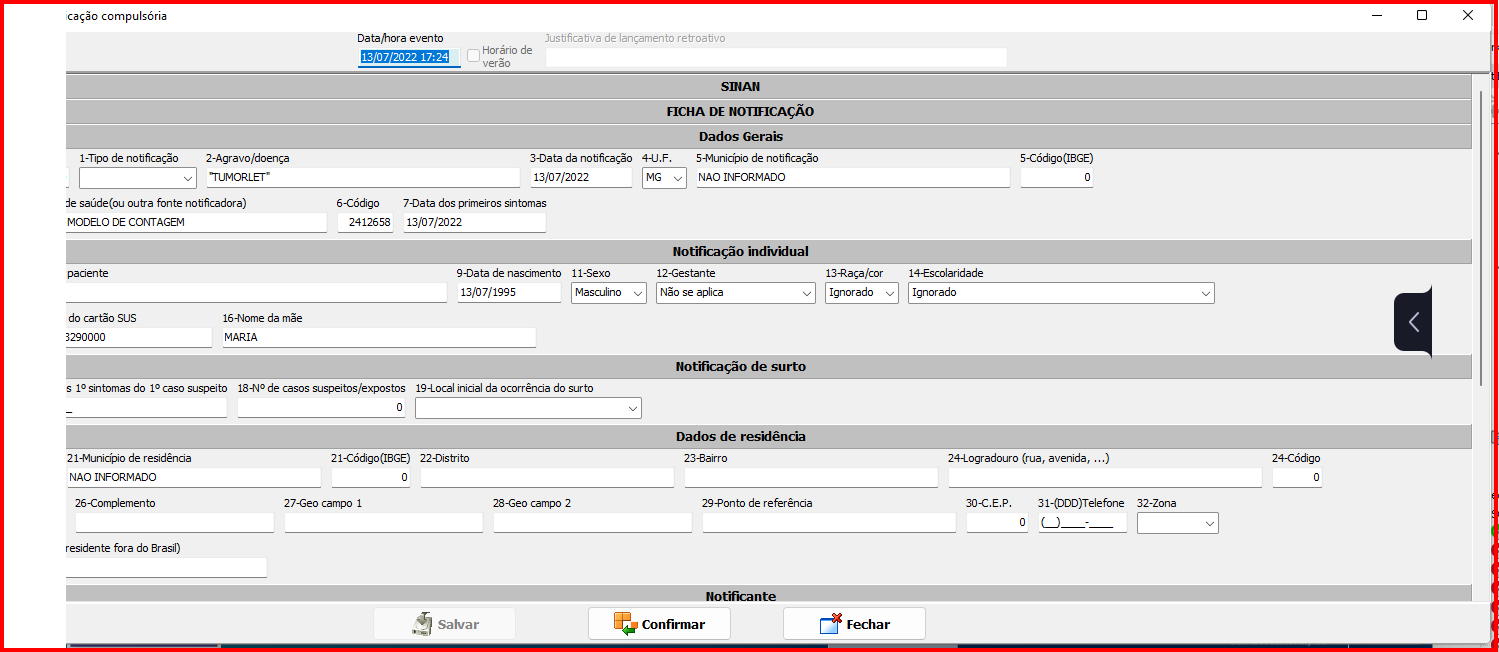 icação compulsória
Data/hora evento
Justificativa de lançamento retroativo
13/07/2022 17:24
Horário de
verão
SINAN
FICHA DE NOTIFICAÇÃO
Dados Gerais
1-Tipo de notificação 2-Agravo/doença 3-Data da notificação 4-U.F. 5-Município de notificação 5-Código(IBGE)
"TUMORLET" 13/07/2022 MG NAO INFORMADO 0
de saúde(ou outra fonte notificadora) 6-Código 7-Data dos primeiros sintomas
MODELO DE CONTAGEM 2412658 13/07/2022
Notificação individual
paciente 9-Data de nascimento 11-Sexo 12-Gestante 13-Raça/cor 14-Escolaridade
13/07/1995 Masculino Não se aplica Ignorado Ignorado
do cartão SUS 16-Nome da mãe
3290000 MARIA
Notificação de surto
s 1º sintomas do 1º caso suspeito 18-Nº de casos suspeitos/expostos 19-Local inicial da ocorrência do surto
_ 0
Dados de residência
21-Município de residência 21-Código(IBGE) 22-Distrito 23-Bairro 24-Logradouro (rua, avenida, ...) 24-Código
NAO INFORMADO 0 0
26-Complemento 27-Geo campo 1 28-Geo campo 2 29-Ponto de referência 30-C.E.P. 31-(DDD)Telefone 32-Zona
0 (__)____-____
residente fora do Brasil)
Notificante
Salvar Confirmar Fechar